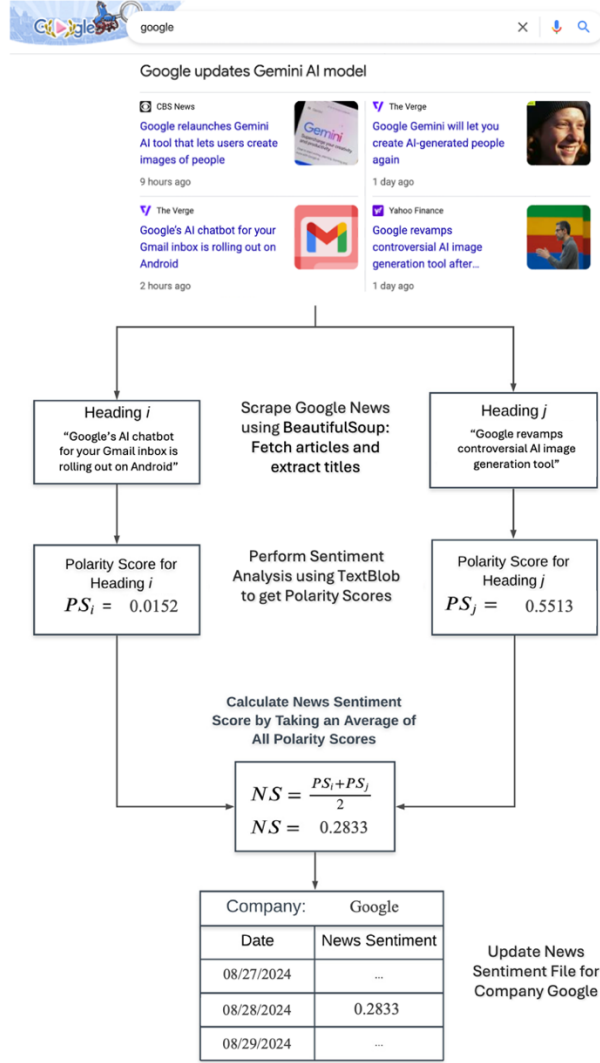 Google
google
Google updates Gemini AI model
CBS News
Google relaunches Gemini
AI tool that lets users create
images of people
9 hours ago
Gemini
Supercharge your creativity
and productivity
The Verge
Google Gemini will let you
create AI-generated people
again
1 day ago
The Verge
Google's AI chatbot for your
Gmail inbox is rolling out on
Android
2 hours ago
Yahoo Finance
Google revamps
controversial AI image
generation tool after...
1 day ago
Heading i
“Google’s AI chatbot
for your Gmail inbox is
rolling out on Android”
Scrape Google News
using BeautifulSoup:
Fetch articles and
extract titles
Heading j
“Google revamps
controversial AI image
generation tool”
Polarity Score for
Heading i
PSᵢ = 0.0152
Perform Sentiment
Analysis using TextBlob
to get Polarity Scores
Polarity Score for
Heading j
PSⱼ = 0.5513
Calculate News Sentiment
Score by Taking an Average of
All Polarity Scores
NS = PSᵢ+PSⱼ / 2
NS = 0.2833
Company: Google
Date News Sentiment
08/27/2024 ...
08/28/2024 0.2833
08/29/2024 ...
Update News
Sentiment File for
Company Google